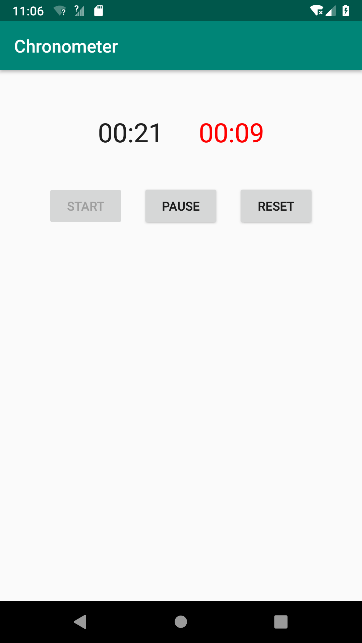 11:06
Chronometer
00:21 00:09
START PAUSE RESET